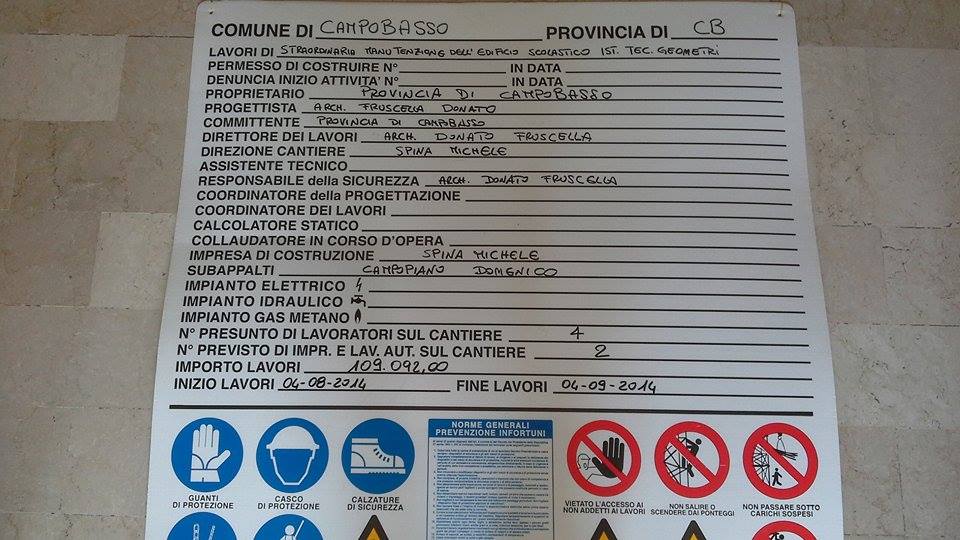 COMUNE DI CAMPOBASSO PROVINCIA DI CB
LAVORI DI STRAORDINARIA MANUTENZIONE DELL'EDIFICIO SCOLASTICO IST. TEC. GEOMETRI
PERMESSO DI COSTRUIRE N° IN DATA
DENUNCIA INIZIO ATTIVITA' N° IN DATA
PROPRIETARIO PROVINCIA DI CAMPOBASSO
PROGETTISTA ARCH. FRUSCELLA DONATO
COMMITTENTE PROVINCIA DI CAMPOBASSO
DIRETTORE DEI LAVORI ARCH. DONATO FRUSCELLA
DIREZIONE CANTIERE SPINA MICHELE
ASSISTENTE TECNICO
RESPONSABILE della SICUREZZA ARCH. DONATO FRUSCELLA
COORDINATORE della PROGETTAZIONE
COORDINATORE DEI LAVORI
CALCOLATORE STATICO
COLLAUDATORE IN CORSO D'OPERA
IMPRESA DI COSTRUZIONE SPINA MICHELE
SUBAPPALTI CAMPOPIANO DOMENICO
IMPIANTO ELETTRICO
IMPIANTO IDRAULICO
IMPIANTO GAS METANO
N° PRESUNTO DI LAVORATORI SUL CANTIERE 4
N° PREVISTO DI IMPR. E LAV. AUT. SUL CANTIERE 2
IMPORTO LAVORI 109.092,00
INIZIO LAVORI 04-08-2014 FINE LAVORI 04-09-2014
NORME GENERALI
PREVENZIONE INFORTUNI
GUANTI
DI PROTEZIONE
CASCO
DI PROTEZIONE
CALZATURE
DI SICUREZZA
VIETATO L'ACCESSO AI
NON ADDETTI AI LAVORI
NON SALIRE O
SCENDERE DAI PONTEGGI
NON PASSARE SOTTO
CARICHI SOSPESI